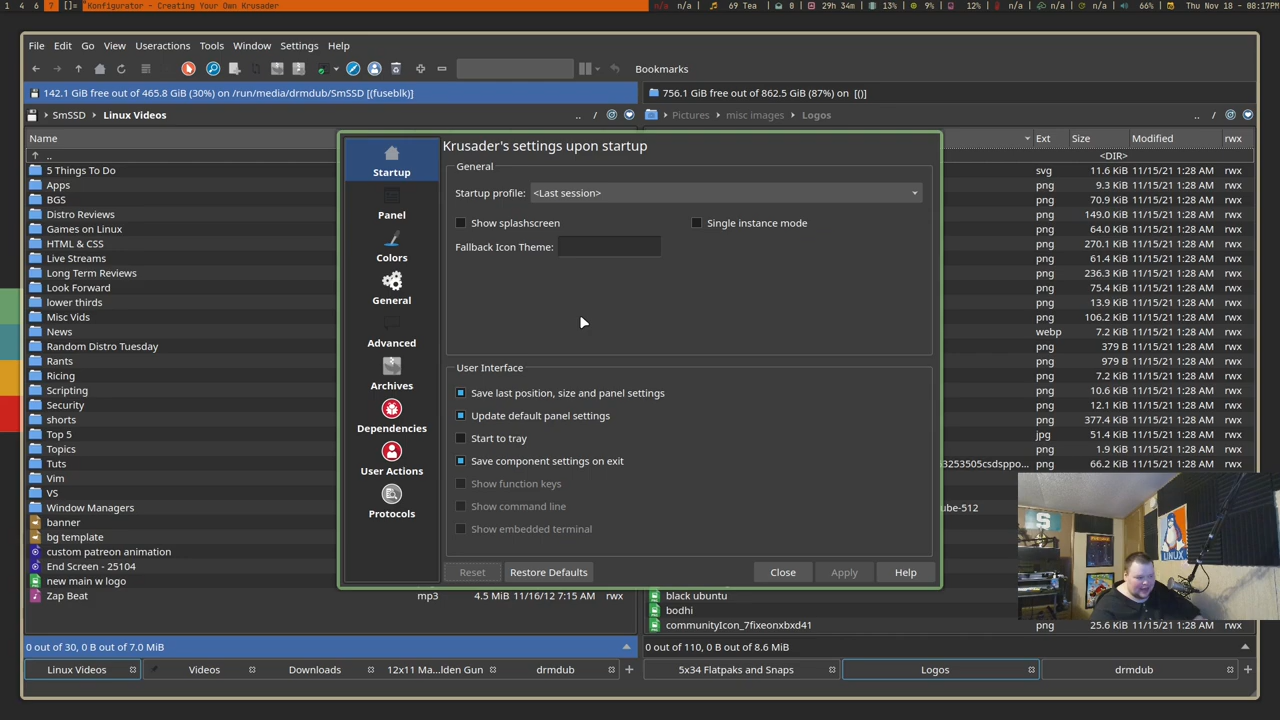 1 4 6 7 []= "Konfigurator - Creating Your Own Krusader n/a n/a 69 Tea 0 29h 34m 13% 9% 12% n/a n/a n/a 66% Thu Nov 18 - 08:17PM
File Edit Go View Useractions Tools Settings Window Help
Bookmarks
142.1 GiB free out of 465.8 GiB (30%) on /run/media/drmdub/SmSSD [(fuseblk)] 756.1 GiB free out of 862.5 GiB (87%) on [()]
SmSSD Linux Videos .. / Pictures misc images Logos .. /
Name Ext Size Modified rwx
.. <DIR>
5 Things To Do svg 11.6 KiB 11/15/21 1:28 AM rwx
Apps png 9.3 KiB 11/15/21 1:28 AM rwx
BGS png 70.9 KiB 11/15/21 1:28 AM rwx
Distro Reviews png 149.0 KiB 11/15/21 1:28 AM rwx
Games on Linux png 64.0 KiB 11/15/21 1:28 AM rwx
HTML & CSS png 270.1 KiB 11/15/21 1:28 AM rwx
Live Streams png 61.4 KiB 11/15/21 1:28 AM rwx
Long Term Reviews png 236.3 KiB 11/15/21 1:28 AM rwx
Look Forward png 75.4 KiB 11/15/21 1:28 AM rwx
lower thirds png 13.9 KiB 11/15/21 1:28 AM rwx
Misc Vids png 106.2 KiB 11/15/21 1:28 AM rwx
News webp 7.2 KiB 11/15/21 1:28 AM rwx
Random Distro Tuesday png 379 B 11/15/21 1:28 AM rwx
Rants png 979 B 11/15/21 1:28 AM rwx
Ricing png 7.2 KiB 11/15/21 1:28 AM rwx
Scripting png 6.6 KiB 11/15/21 1:28 AM rwx
Security png 12.1 KiB 11/15/21 1:28 AM rwx
shorts png 377.4 KiB 11/15/21 1:28 AM rwx
Top 5 jpg 51.4 KiB 11/15/21 1:28 AM rwx
Topics png 1.9 KiB 11/15/21 1:28 AM rwx
Tuts 3253505csdsppo... png 66.2 KiB 11/15/21 1:28 AM rwx
Vim
VS
Window Managers ube-512
banner
bg template
custom patreon animation
End Screen - 25104
new main w logo
Zap Beat mp3 4.5 MiB 11/16/12 7:15 AM rwx
black ubuntu
bodhi
communityIcon_7fixeonxbxd41 png 25.6 KiB 11/15/21 1:28 AM rwx
0 out of 30, 0 B out of 7.0 MiB 0 out of 110, 0 B out of 8.6 MiB
Linux Videos Videos Downloads 12x11 Ma...lden Gun drmdub 5x34 Flatpaks and Snaps Logos drmdub
Startup
Panel
Colors
General
Advanced
Archives
Dependencies
User Actions
Protocols
Krusader's settings upon startup
General
Startup profile: <Last session>
Show splashscreen Single instance mode
Fallback Icon Theme:
User Interface
Save last position, size and panel settings
Update default panel settings
Start to tray
Save component settings on exit
Show function keys
Show command line
Show embedded terminal
Reset Restore Defaults Close Apply Help
LINUX